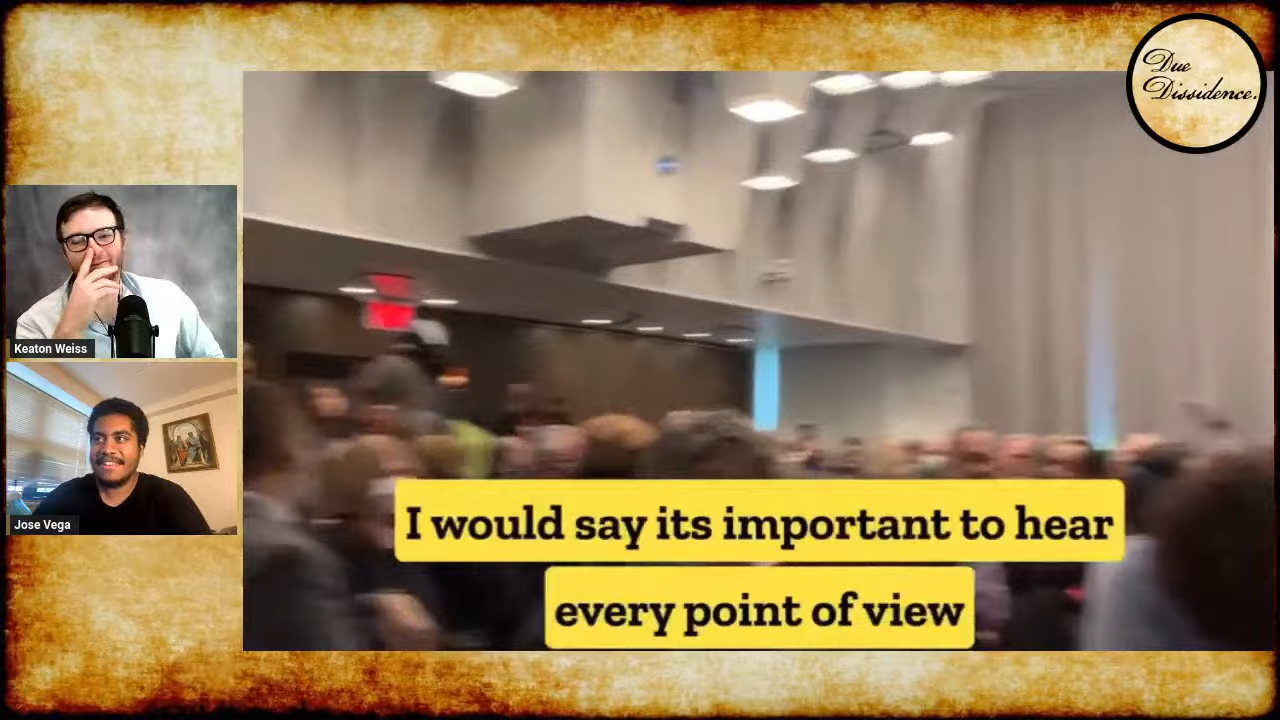 Due
Dissidence.
Keaton Weiss
Jose Vega
I would say its important to hear
every point of view